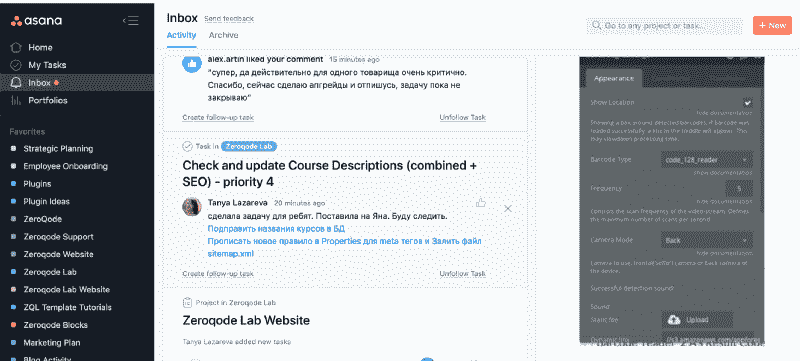 asana
Home
My Tasks
Inbox
Portfolios
Favorites
Strategic Planning
Employee Onboarding
Plugins
Plugin Ideas
ZeroQode
Zeroqode Support
Zeroqode Website
Zeroqode Lab
Zeroqode Lab Website
ZQL Template Tutorials
Zeroqode Blocks
Marketing Plan
Blog Activity
Inbox Send feedback
Activity Archive
Go to any project or task...
+ New
alex.artin liked your comment 15 minutes ago
"супер, да действительно для одного товарища очень критично.
Спасибо, сейчас сделаю апгрейды и отпишусь, задачу пока не
закрываю"
Create follow-up task Unfollow Task
Task in Zeroqode Lab
Check and update Course Descriptions (combined +
SEO) - priority 4
Tanya Lazareva 20 minutes ago
сделала задачу для ребят. Поставила на Яна. Буду следить.
Подправить названия курсов в БД
Прописать новое правило в Properties для meta тегов и Залить файл
sitemap.xml
Create follow-up task Unfollow Task
Project in Zeroqode Lab
Zeroqode Lab Website
Tanya Lazareva added new tasks
Appearance
Show Location
hide documentation
Showing a box around detected barcodes. If barcode was
loaded successfully, a line in the middle will appear. This
may slowdown processing time.
Barcode Type code_128_reader
show documentation
Frequency 5
hide documentation
Controls the scan frequency of the video-stream. Defines
the maximum number of scans per second.
Camera Mode Back
hide documentation
Camera to use, front(selfie) camera or back camera of
the device.
Successful detection sound
Sound
Static file Upload
Dynamic link